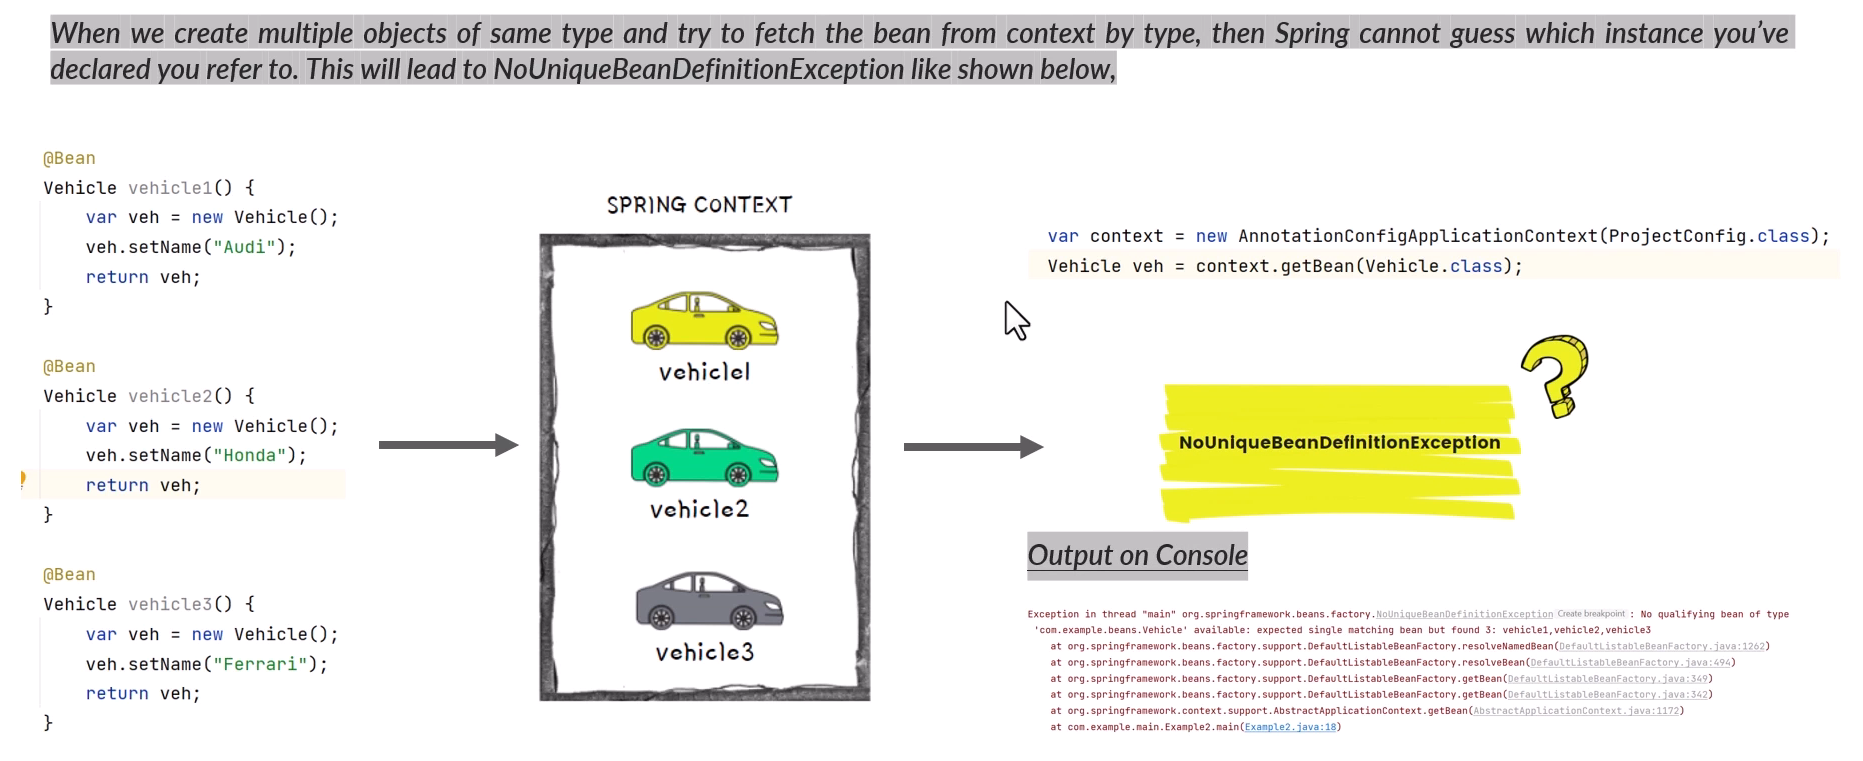 When we create multiple objects of same type and try to fetch the bean from context by type, then Spring cannot guess which instance you’ve
declared you refer to. This will lead to NoUniqueBeanDefinitionException like shown below,
@Bean
Vehicle vehicle1() {
    var veh = new Vehicle();
    veh.setName("Audi");
    return veh;
}
@Bean
Vehicle vehicle2() {
    var veh = new Vehicle();
    veh.setName("Honda");
    return veh;
}
@Bean
Vehicle vehicle3() {
    var veh = new Vehicle();
    veh.setName("Ferrari");
    return veh;
}
SPRING CONTEXT
vehicle1
vehicle2
vehicle3
var context = new AnnotationConfigApplicationContext(ProjectConfig.class);
Vehicle veh = context.getBean(Vehicle.class);
?
NoUniqueBeanDefinitionException
Output on Console
Exception in thread "main" org.springframework.beans.factory.NoUniqueBeanDefinitionException Create breakpoint : No qualifying bean of type
'com.example.beans.Vehicle' available: expected single matching bean but found 3: vehicle1,vehicle2,vehicle3
at org.springframework.beans.factory.support.DefaultListableBeanFactory.resolveNamedBean(DefaultListableBeanFactory.java:1262)
at org.springframework.beans.factory.support.DefaultListableBeanFactory.resolveBean(DefaultListableBeanFactory.java:494)
at org.springframework.beans.factory.support.DefaultListableBeanFactory.getBean(DefaultListableBeanFactory.java:349)
at org.springframework.beans.factory.support.DefaultListableBeanFactory.getBean(DefaultListableBeanFactory.java:342)
at org.springframework.context.support.AbstractApplicationContext.getBean(AbstractApplicationContext.java:1172)
at com.example.main.Example2.main(Example2.java:18)